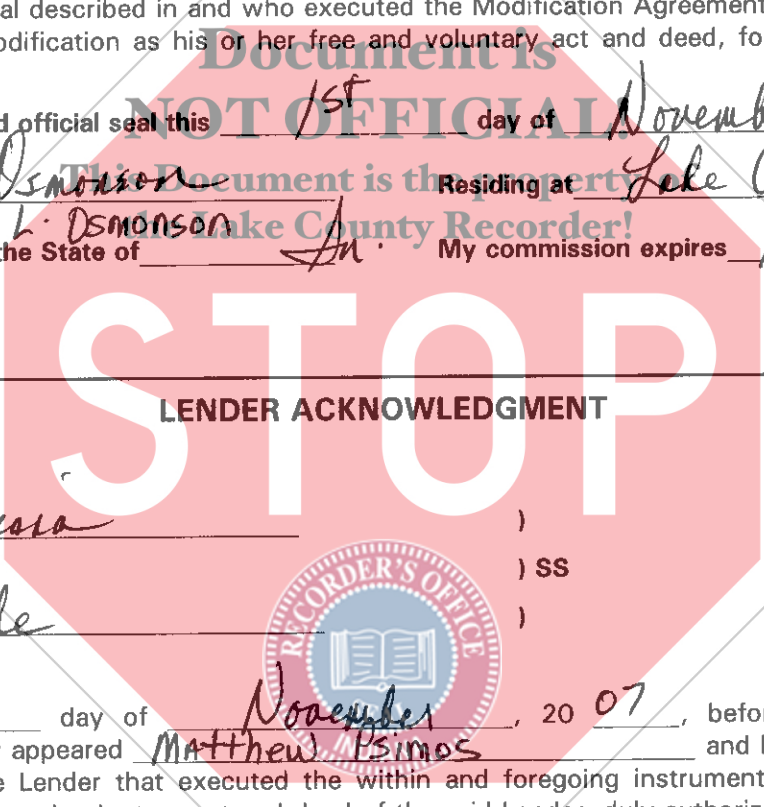 al described in and who executed the Modification Agreement
odification as his or her free and voluntary act and deed, fo
Document is
NOT OFFICIAL!
This Document is the property of
the Lake County Recorder!
d official seal this 1st day of Novemb
Osmonson Residing at Lake
L. Osmonson
the State of In. My commission expires
STOP
LENDER ACKNOWLEDGMENT
)
) SS
)
RECORDER'S OFFICE
day of November, 20 07, befor
appeared Matthew Psimos and
e Lender that executed the within and foregoing instrument